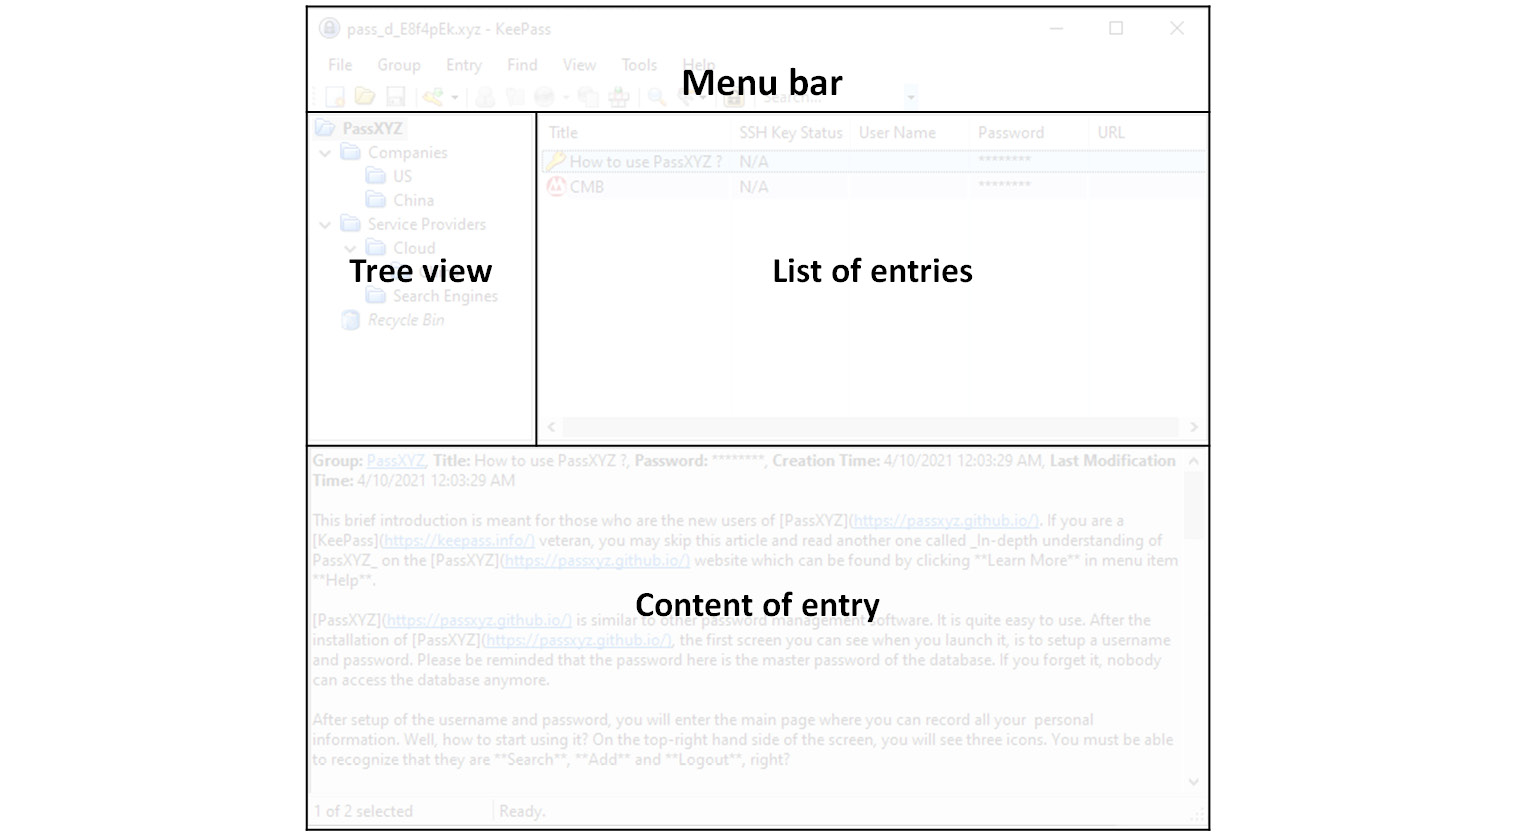 pass_d_E8f4pEk.xyz - KeePass
File Group Entry Find View Tools Help
Menu bar
Search...
PassXYZ
Companies
US
China
Service Providers
Cloud
Search Engines
Recycle Bin
Tree view
Title SSH Key Status User Name Password URL
How to use PassXYZ ? N/A ********
CMB N/A ********
List of entries
Group: PassXYZ, Title: How to use PassXYZ ?, Password: ********, Creation Time: 4/10/2021 12:03:29 AM, Last Modification
Time: 4/10/2021 12:03:29 AM
This brief introduction is meant for those who are the new users of [PassXYZ](https://passxyz.github.io/). If you are a
[KeePass](https://keepass.info/) veteran, you may skip this article and read another one called _In-depth understanding of
PassXYZ_ on the [PassXYZ](https://passxyz.github.io/) website which can be found by clicking **Learn More** in menu item
**Help**.
Content of entry
[PassXYZ](https://passxyz.github.io/) is similar to other password management software. It is quite easy to use. After the
installation of [PassXYZ](https://passxyz.github.io/), the first screen you can see when you launch it, is to setup a username
and password. Please be reminded that the password here is the master password of the database. If you forget it, nobody
can access the database anymore.
After setup of the username and password, you will enter the main page where you can record all your  personal
information. Well, how to start using it? On the top-right hand side of the screen, you will see three icons. You must be able
to recognize that they are **Search**, **Add** and **Logout**, right?
1 of 2 selected Ready.